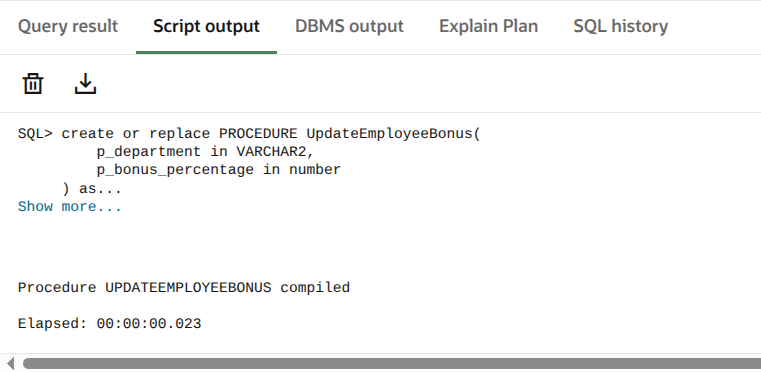 Query result Script output DBMS output Explain Plan SQL history
SQL> create or replace PROCEDURE UpdateEmployeeBonus(
         p_department in VARCHAR2,
         p_bonus_percentage in number
     ) as...
Show more...
Procedure UPDATEEMPLOYEEBONUS compiled
Elapsed: 00:00:00.023